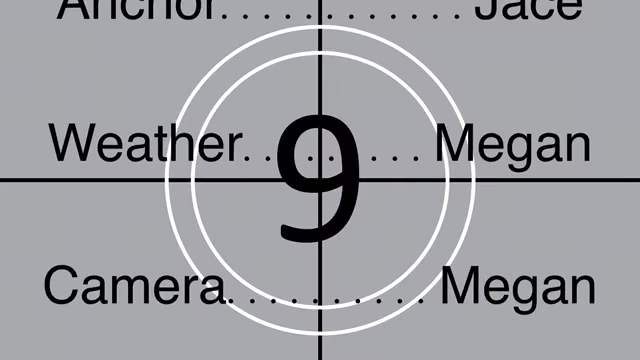 Anchor. . . . . . . . . . . . . Jace
Weather. . . . . . . . . . Megan
9
Camera. . . . . . . . . . . . Megan